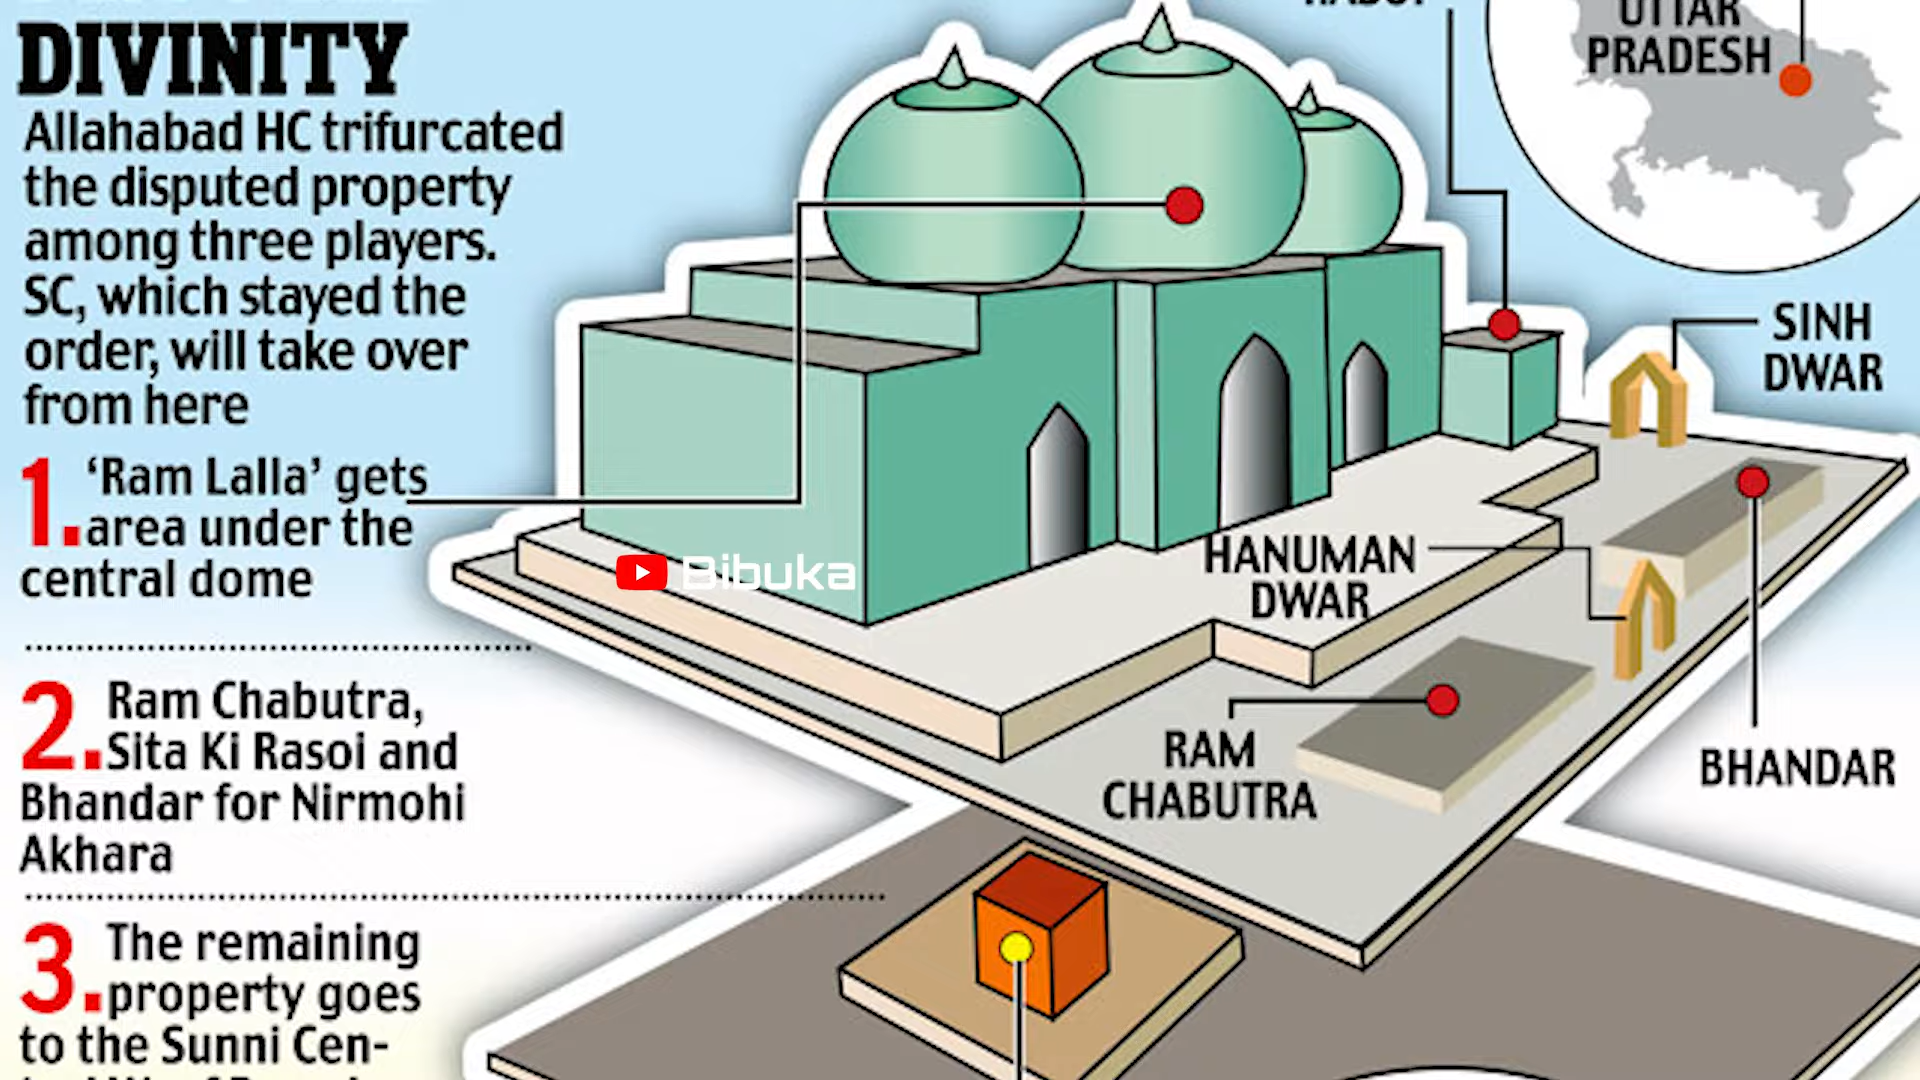 DIVINITY
Allahabad HC trifurcated
the disputed property
among three players.
SC, which stayed the
order, will take over
from here
1. ‘Ram Lalla’ gets
area under the
central dome
2. Ram Chabutra,
Sita Ki Rasoi and
Bhandar for Nirmohi
Akhara
3. The remaining
property goes
to the Sunni Cen-
UTTAR
PRADESH
SINH
DWAR
HANUMAN
DWAR
RAM
CHABUTRA
BHANDAR
Bibuka